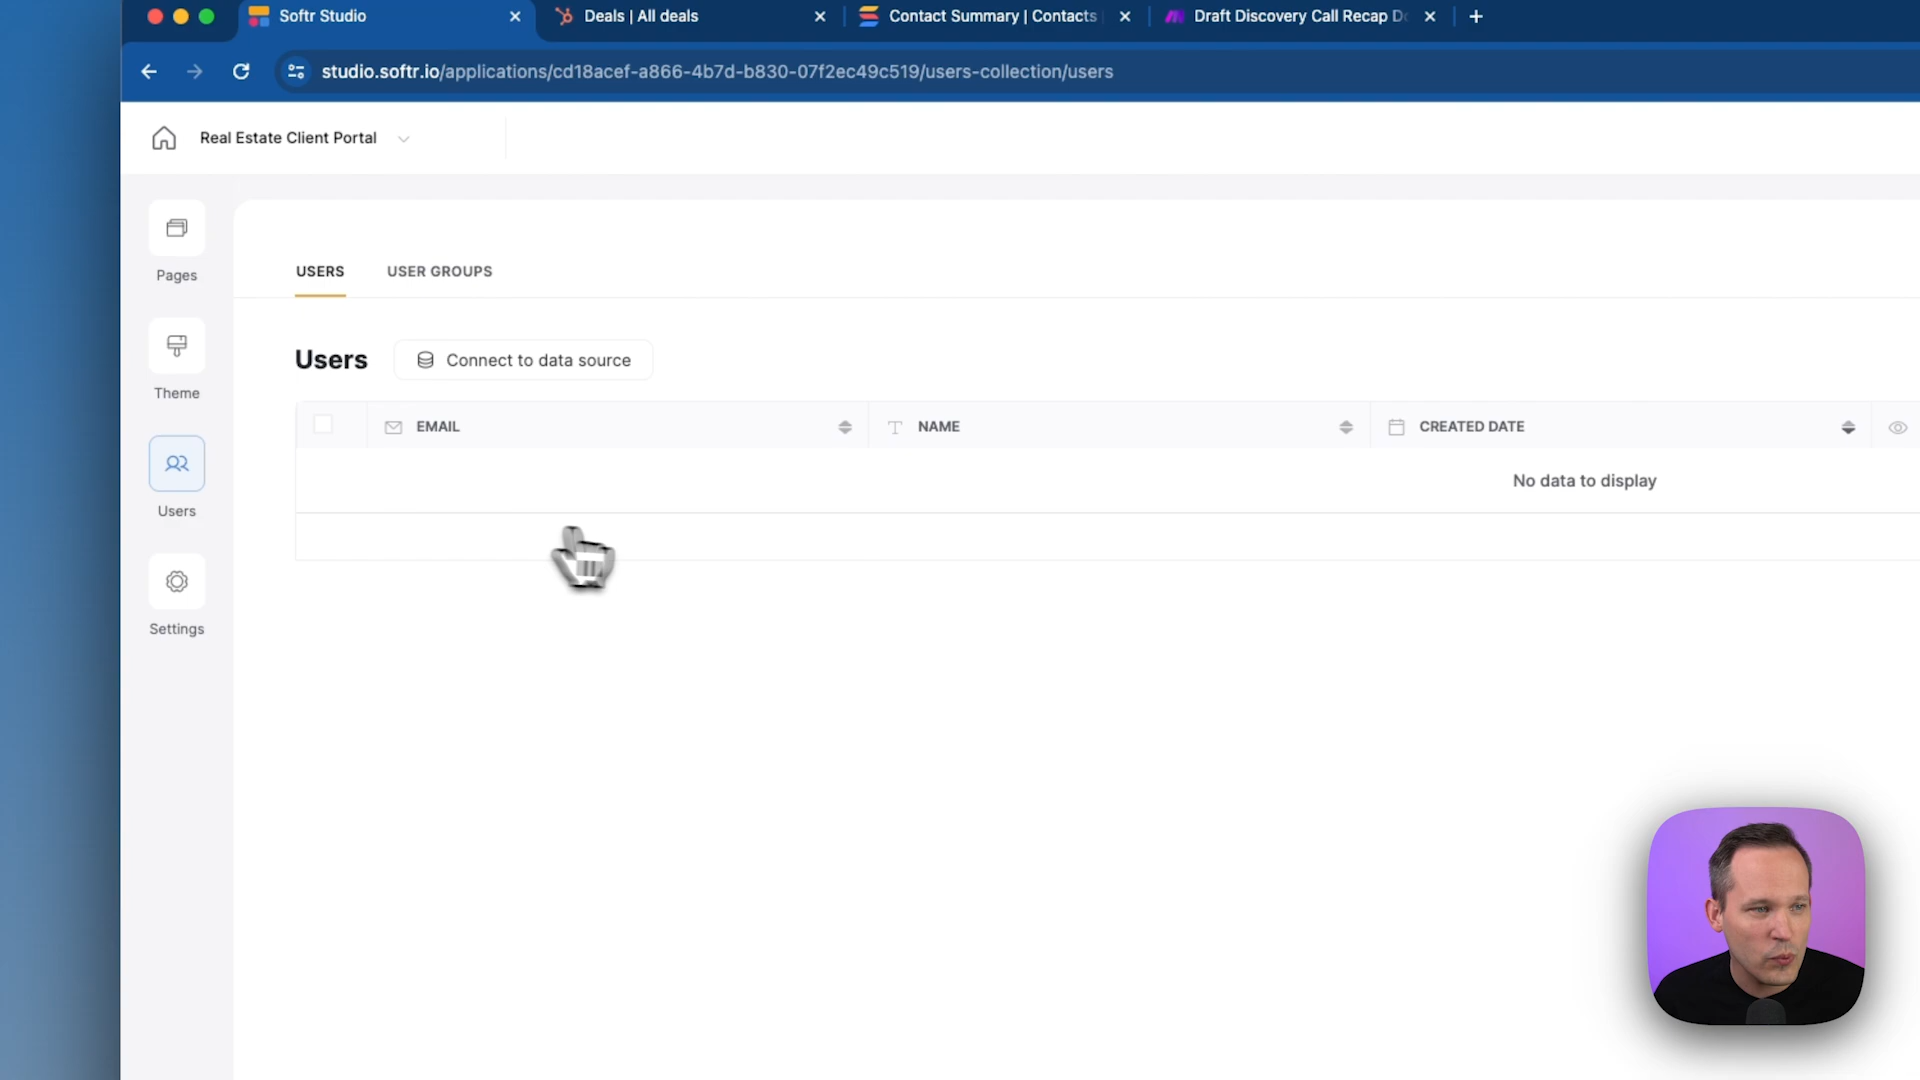 Softr Studio
Deals | All deals
Contact Summary | Contacts
Draft Discovery Call Recap Do
studio.softr.io/applications/cd18acef-a866-4b7d-b830-07f2ec49c519/users-collection/users
Real Estate Client Portal
Pages
Theme
Users
Settings
USERS
USER GROUPS
Users
Connect to data source
EMAIL
NAME
CREATED DATE
No data to display